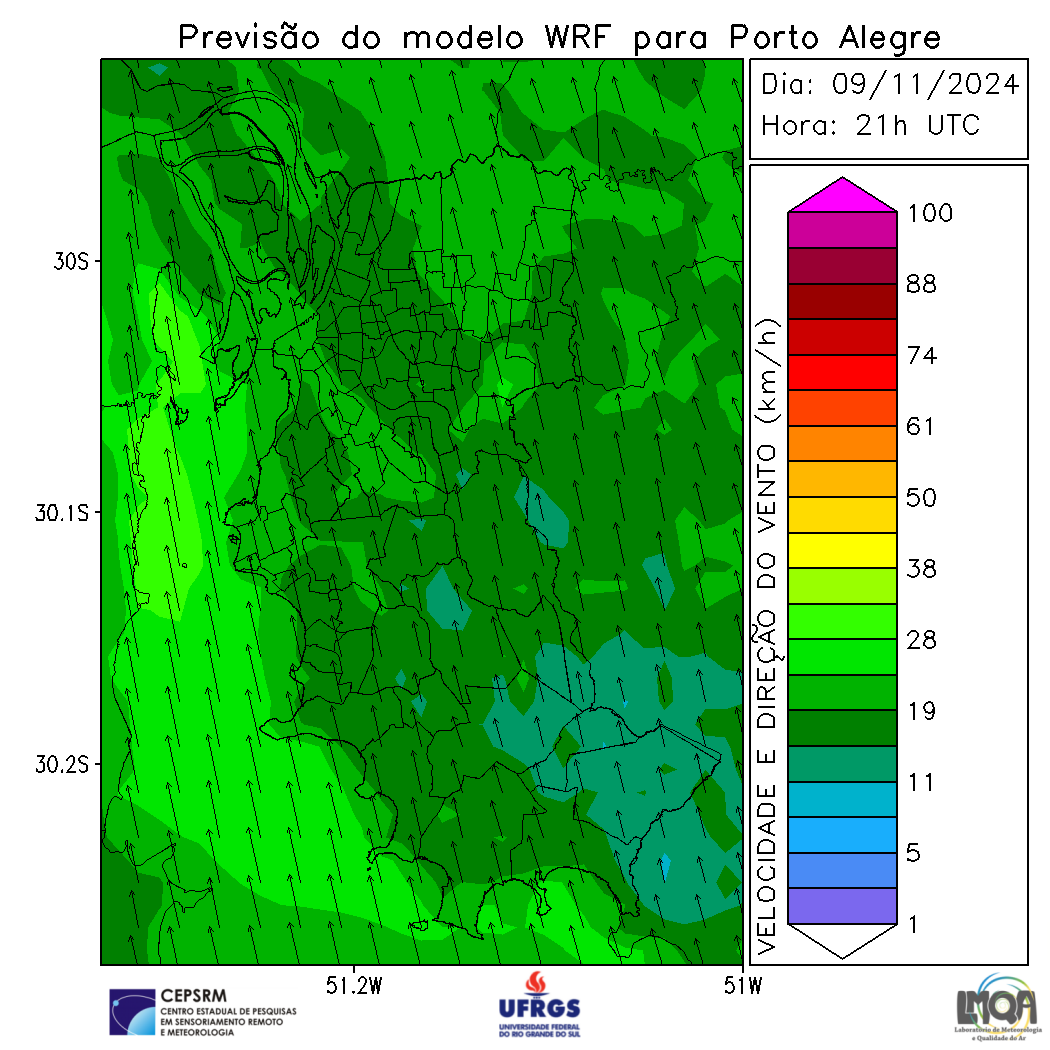 Previsão do modelo WRF para Porto Alegre
Dia: 09/11/2024
Hora: 21h UTC
30S
30.1S
30.2S
51.2W
51W
VELOCIDADE E DIREÇÃO DO VENTO (km/h)
100
88
74
61
50
38
28
19
11
5
1
CEPSRM
CENTRO ESTADUAL DE PESQUISAS
EM SENSORIAMENTO REMOTO
E METEOROLOGIA
UFRGS
UNIVERSIDADE FEDERAL
DO RIO GRANDE DO SUL
LMQA
Laboratório de Meteorologia
e Qualidade do Ar